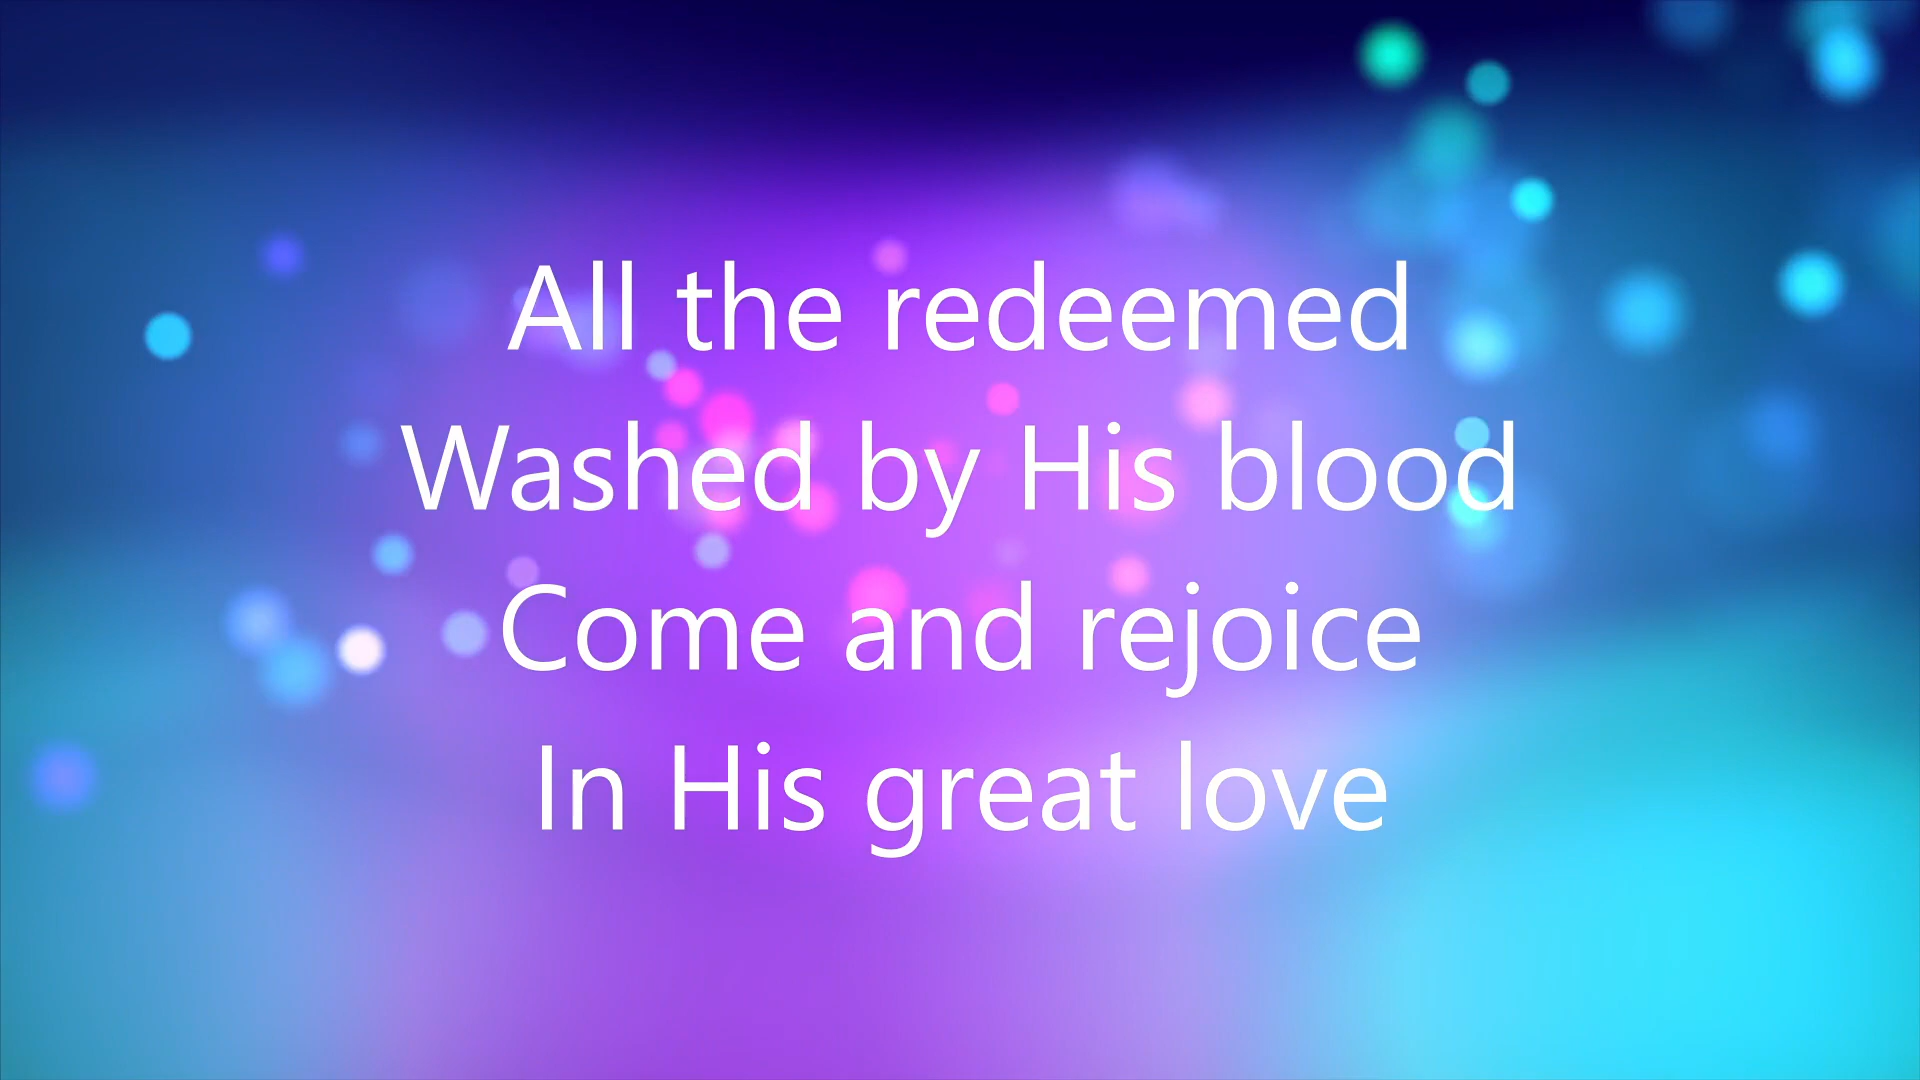 All the redeemed
Washed by His blood
Come and rejoice
In His great love